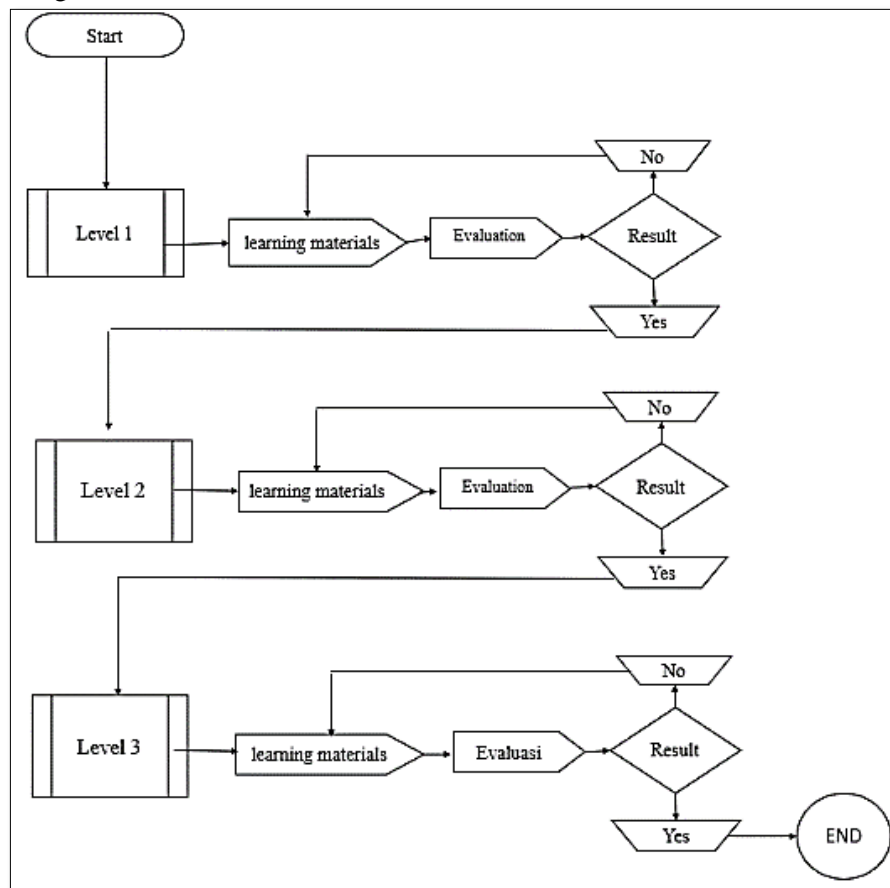 Start
No
Level 1
learning materials
Evaluation
Result
Yes
No
Level 2
learning materials
Evaluation
Result
Yes
No
Level 3
learning materials
Evaluasi
Result
Yes
END